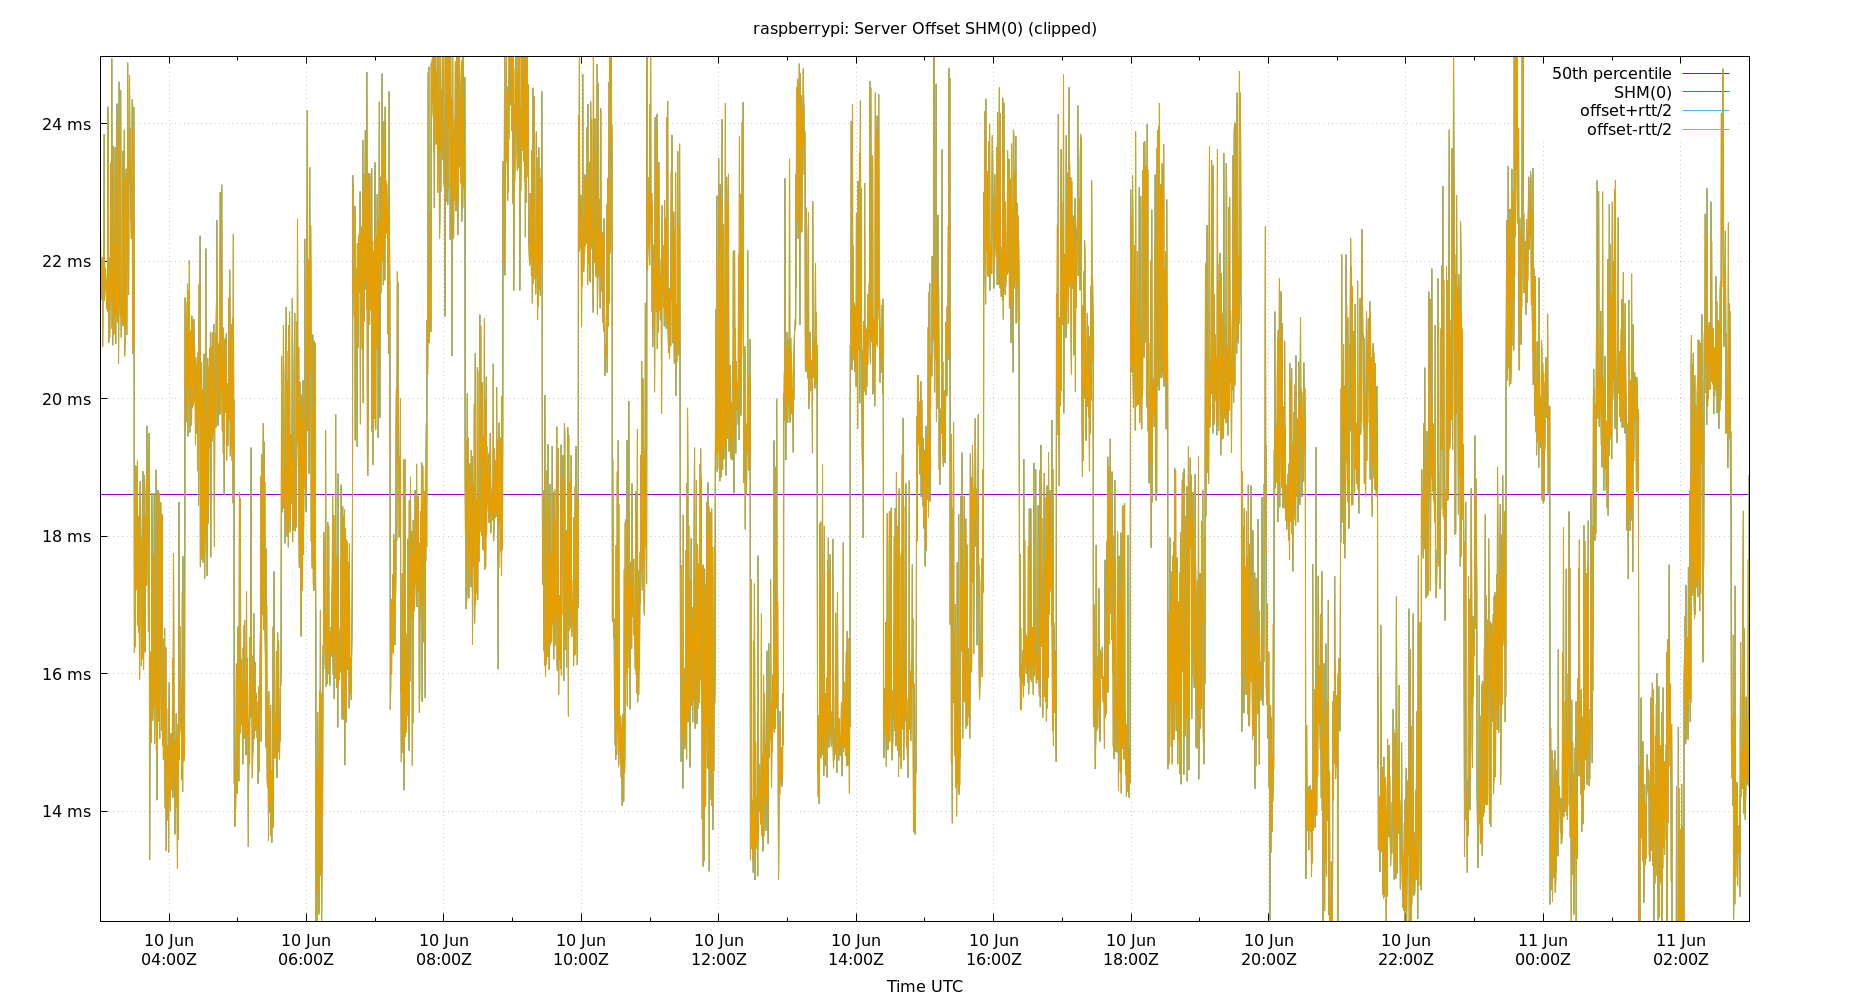 raspberrypi: Server Offset SHM(0) (clipped)
50th percentile
SHM(0)
offset+rtt/2
offset-rtt/2
24 ms
22 ms
20 ms
18 ms
16 ms
14 ms
10 Jun 10 Jun 10 Jun 10 Jun 10 Jun 10 Jun 10 Jun 10 Jun 10 Jun 10 Jun 11 Jun 11 Jun
04:00Z 06:00Z 08:00Z 10:00Z 12:00Z 14:00Z 16:00Z 18:00Z 20:00Z 22:00Z 00:00Z 02:00Z
Time UTC